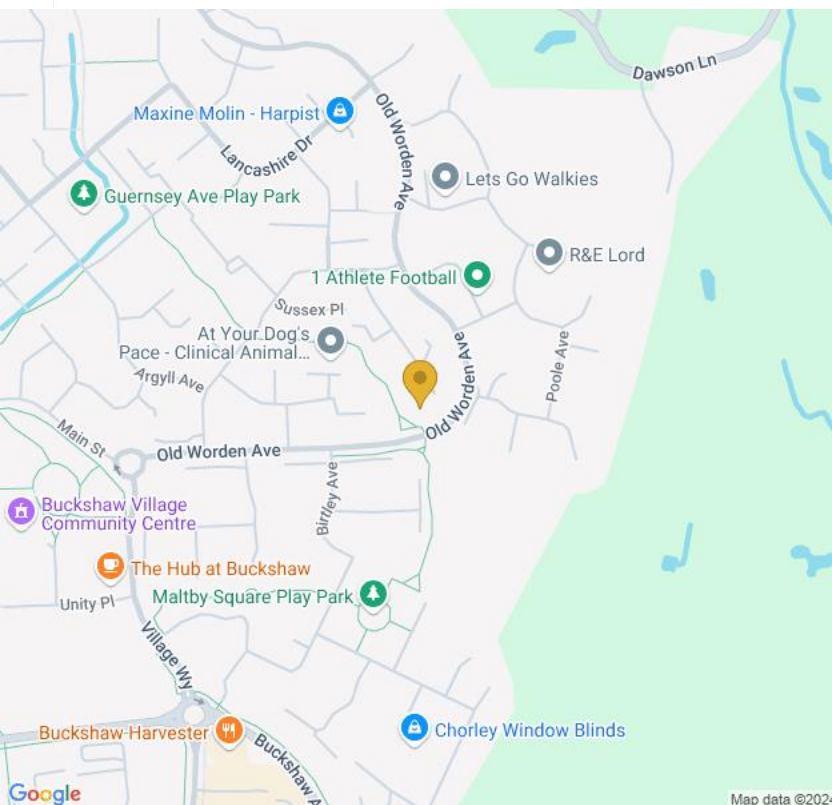 Dawson Ln
Maxine Molin - Harpist
Old Worden Ave
Lancashire Dr
Lets Go Walkies
Guernsey Ave Play Park
R&E Lord
1 Athlete Football
Sussex Pl
At Your Dog's
Pace - Clinical Animal...
Old Worden Ave
Poole Ave
Argyll Ave
Main St
Old Worden Ave
Birtley Ave
Buckshaw Village
Community Centre
The Hub at Buckshaw
Maltby Square Play Park
Unity Pl
Village Wy
Buckshaw Harvester
Chorley Window Blinds
Buckshaw A
Google
Map data ©2024